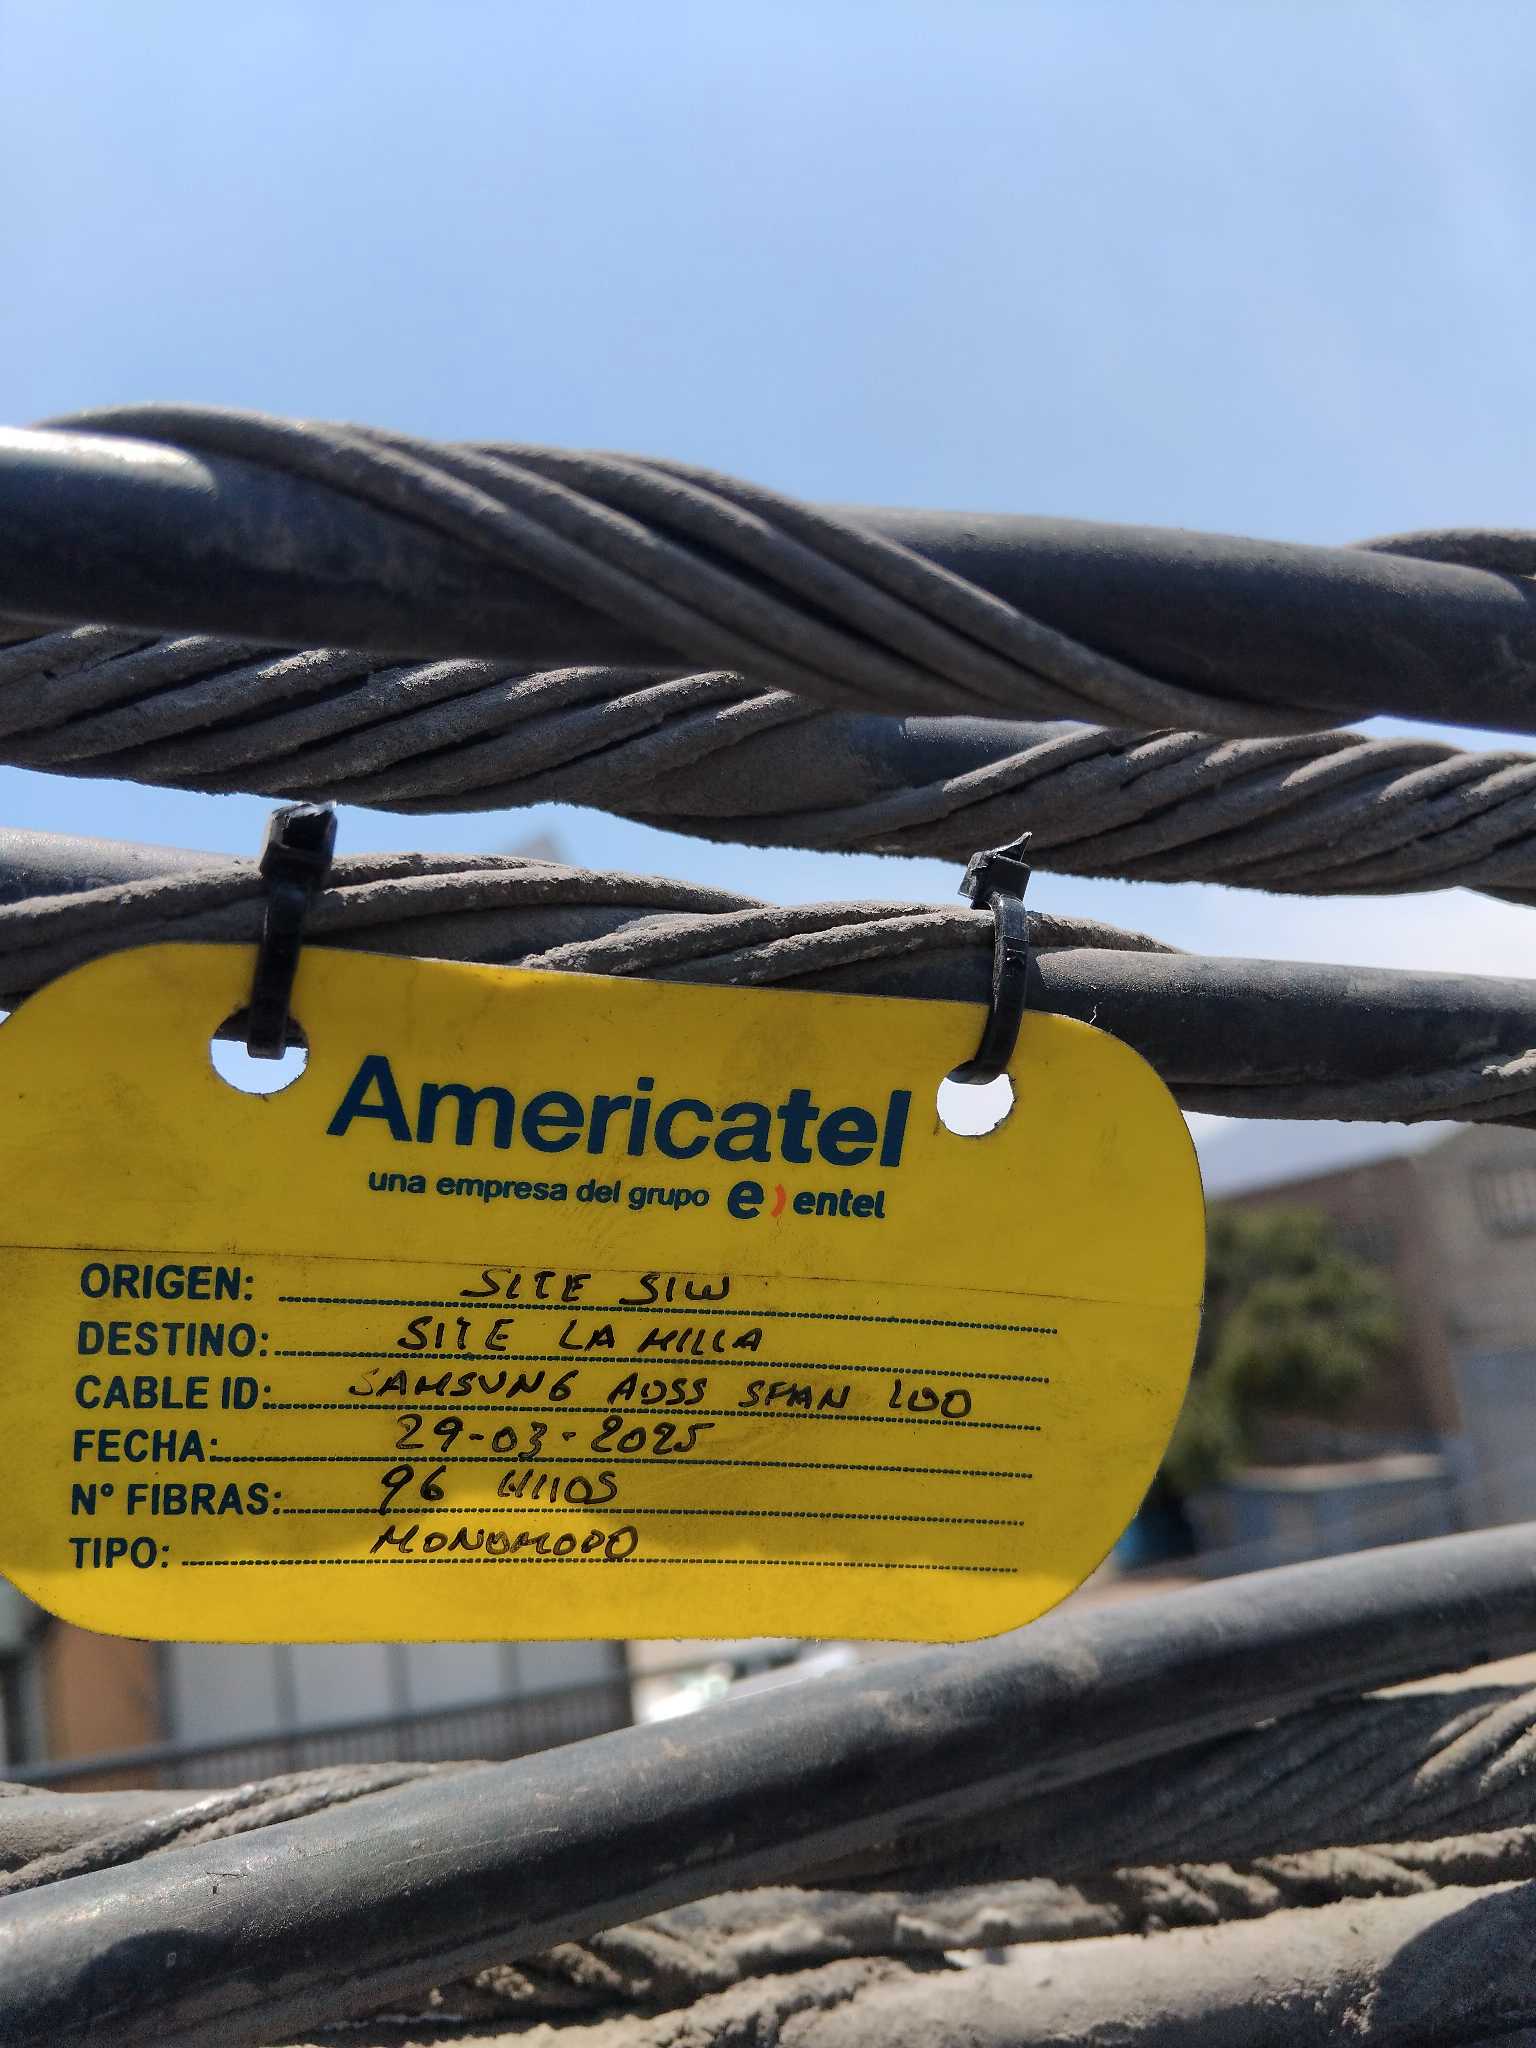 Americatel
una empresa del grupo e) entel
ORIGEN: SITE SIW
DESTINO: SITE LA MILLA
CABLE ID: SAMSUNG ADSS SPAN 100
FECHA: 29-03-2025
N° FIBRAS: 96 HILOS
TIPO: MONOMODO